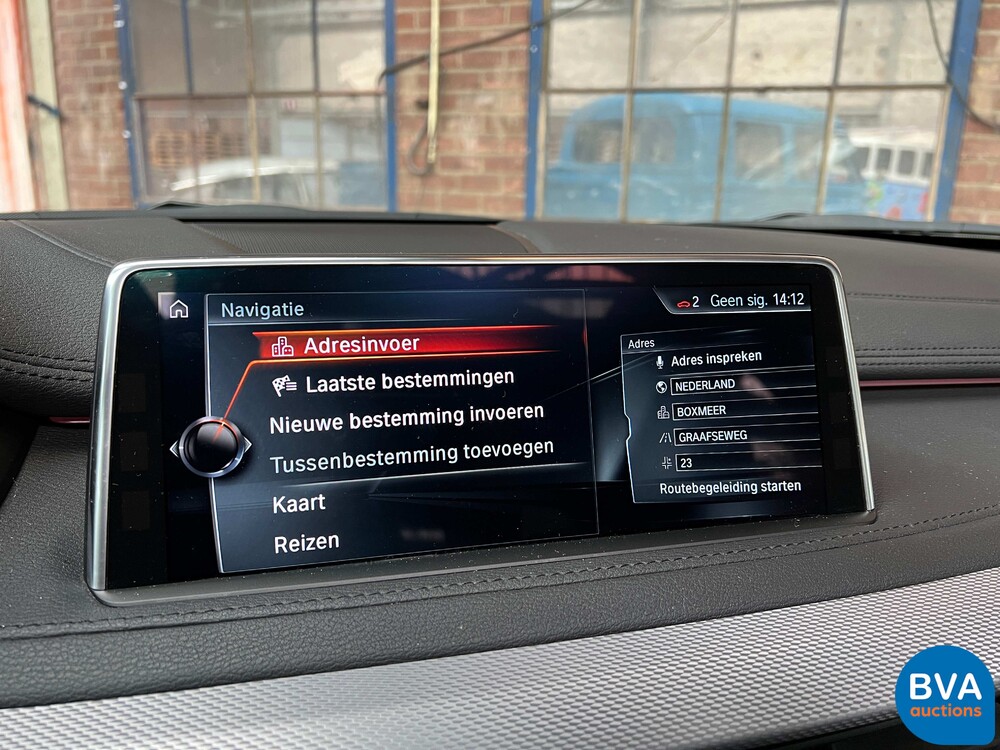 Navigatie
2 Geen sig. 14:12
Adresinvoer
Laatste bestemmingen
Nieuwe bestemming invoeren
Tussenbestemming toevoegen
Kaart
Reizen
Adres
Adres inspreken
NEDERLAND
BOXMEER
GRAAFSEWEG
23
Routebegeleiding starten
BVA
auctions